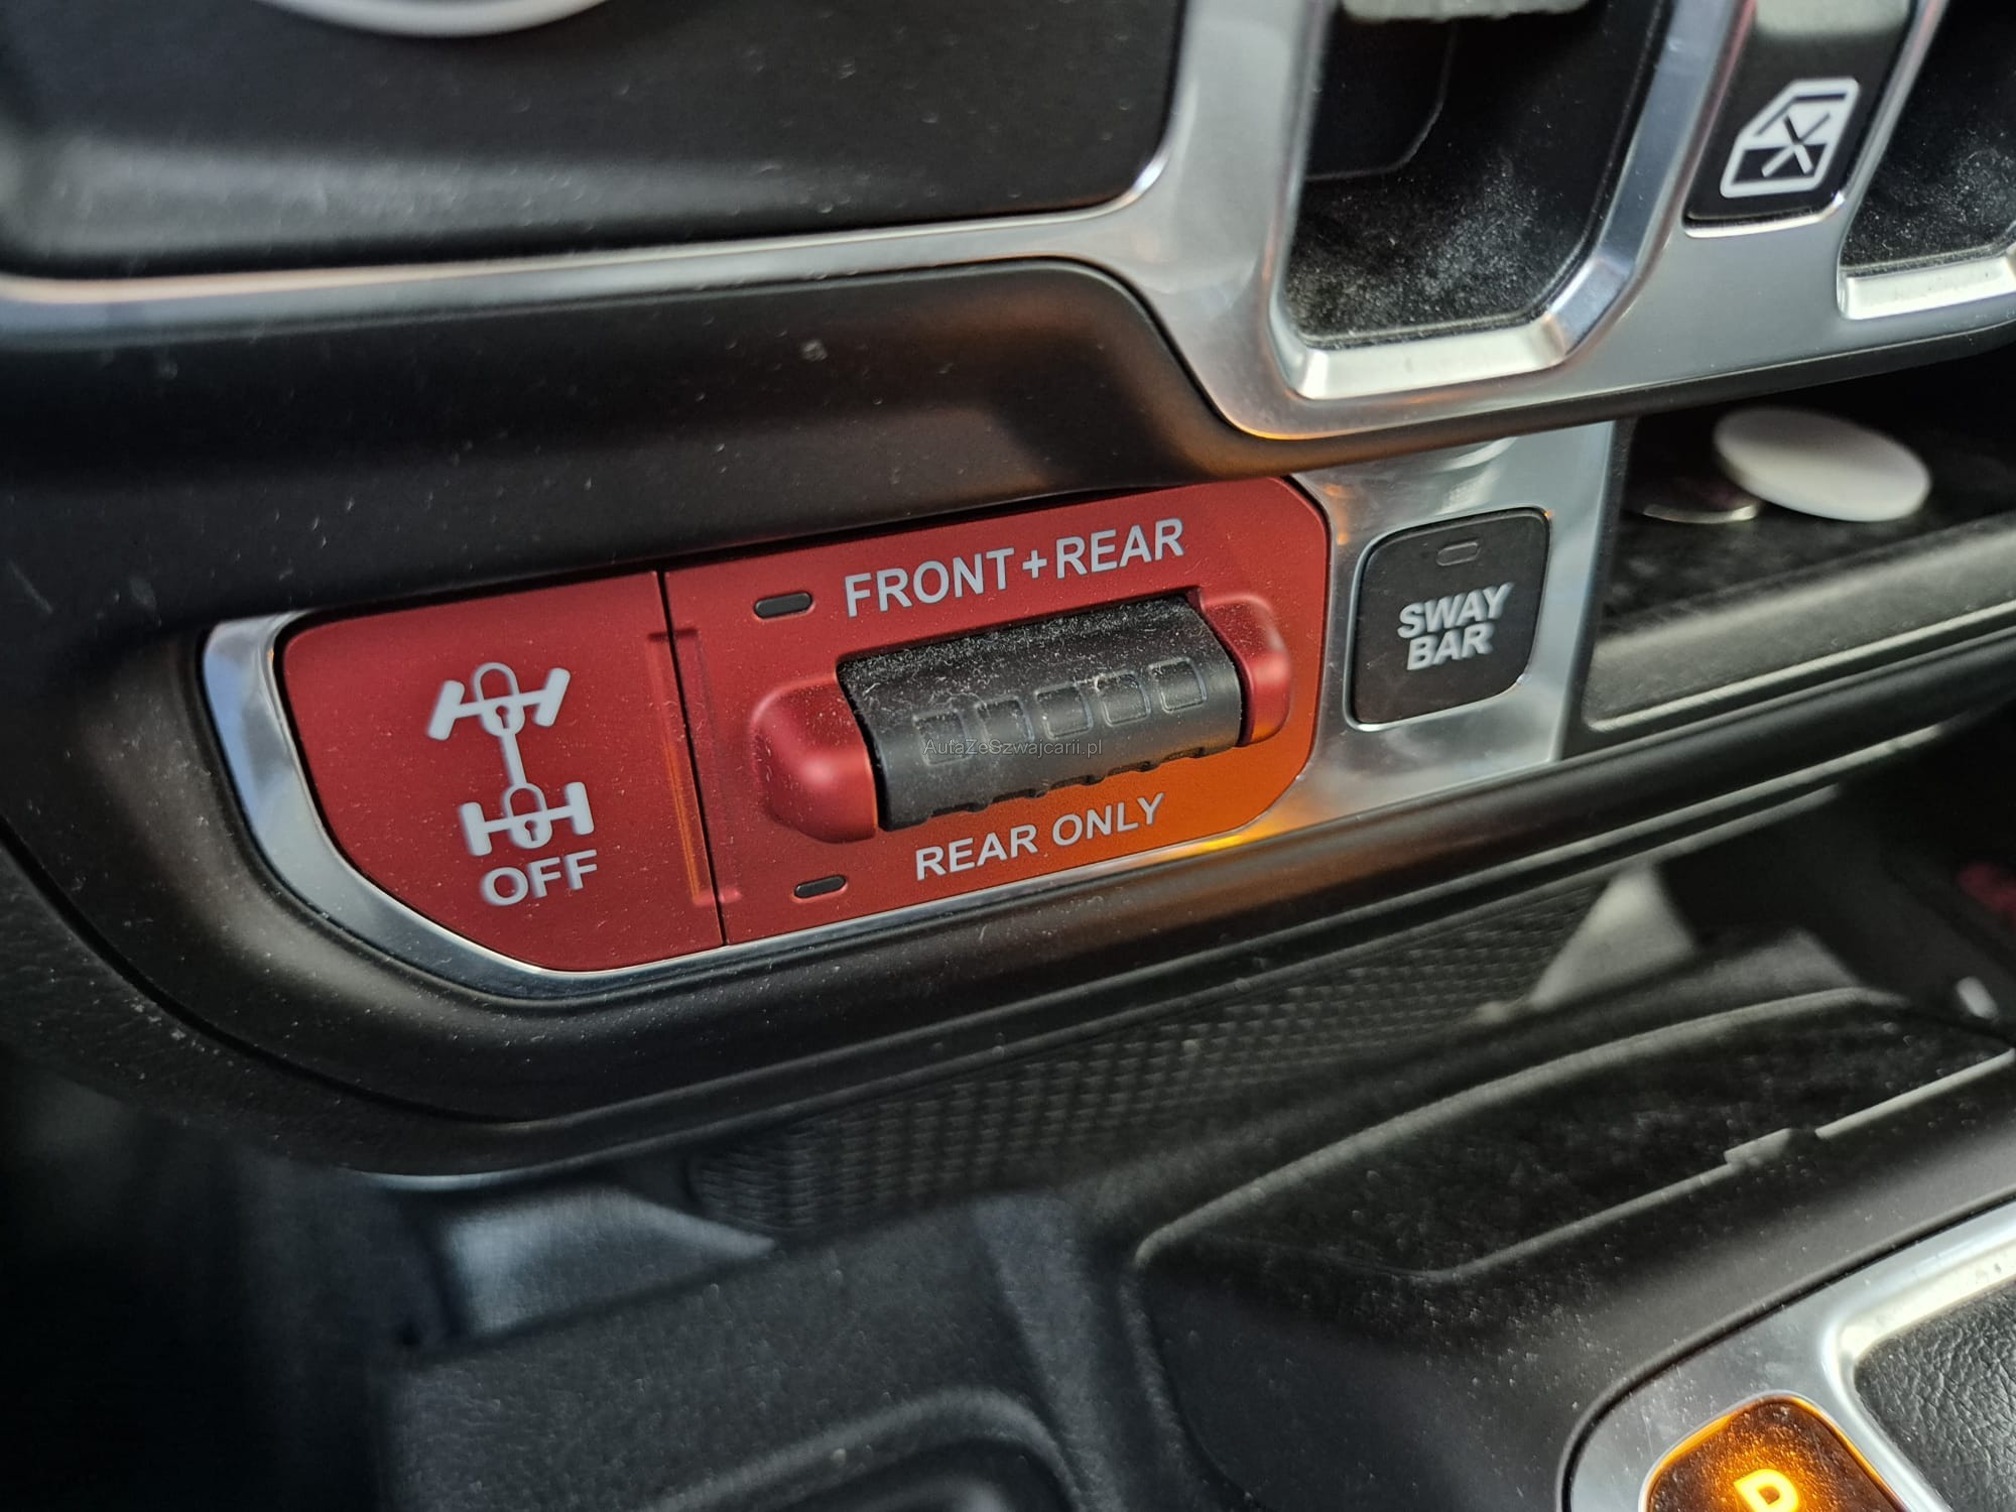 FRONT+REAR
SWAY
BAR
AutaZeSzwajcarii.pl
REAR ONLY
OFF
P